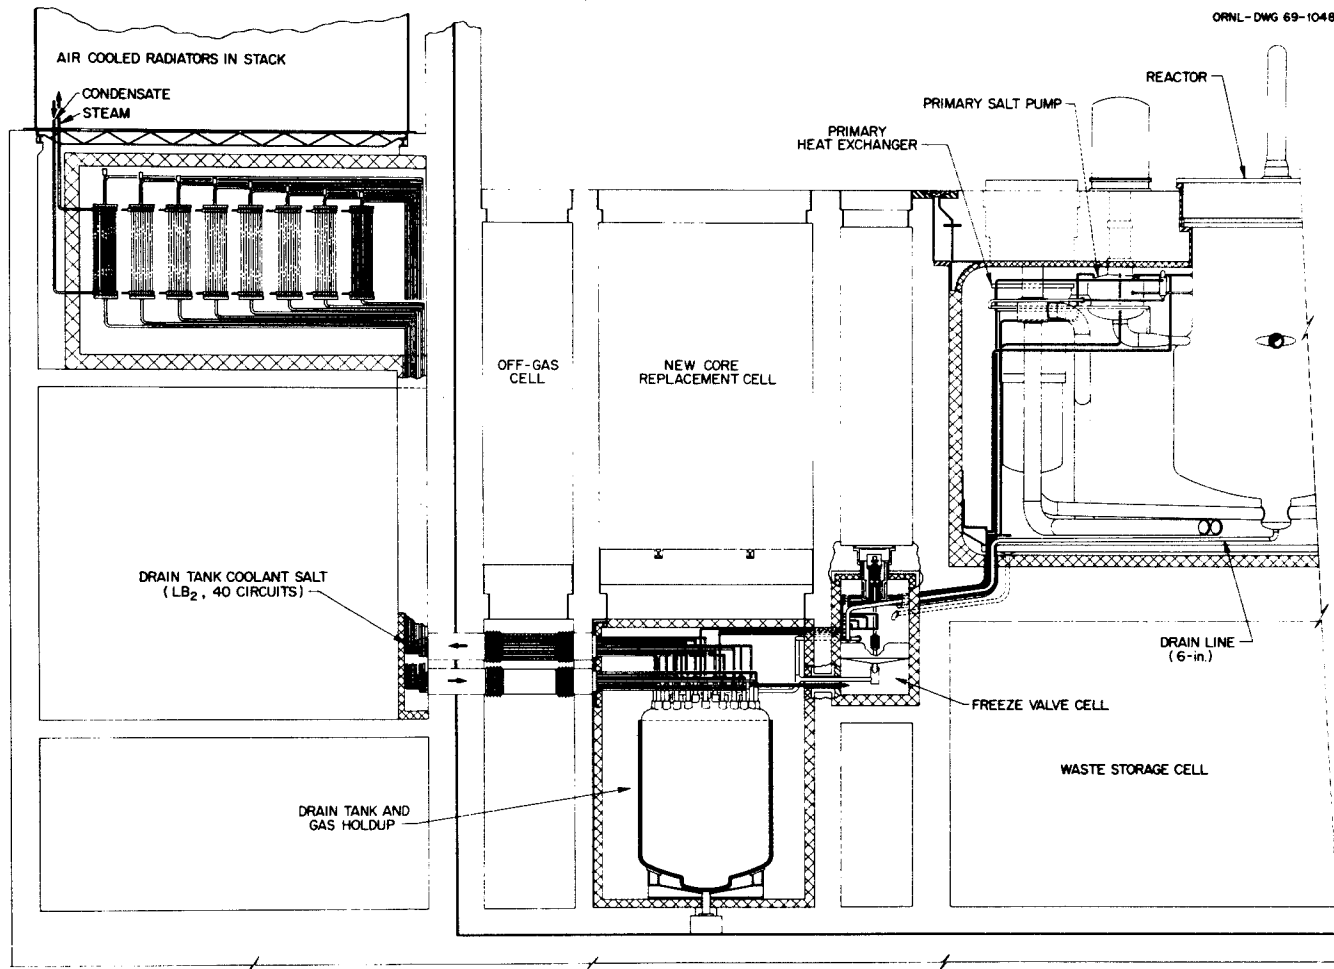 ORNL-DWG 69-1048
AIR COOLED RADIATORS IN STACK
CONDENSATE
STEAM
REACTOR
PRIMARY SALT PUMP
PRIMARY
HEAT EXCHANGER
OFF-GAS
CELL
NEW CORE
REPLACEMENT CELL
DRAIN TANK COOLANT SALT
(LB₂, 40 CIRCUITS)
DRAIN LINE
(6-in.)
FREEZE VALVE CELL
WASTE STORAGE CELL
DRAIN TANK AND
GAS HOLDUP